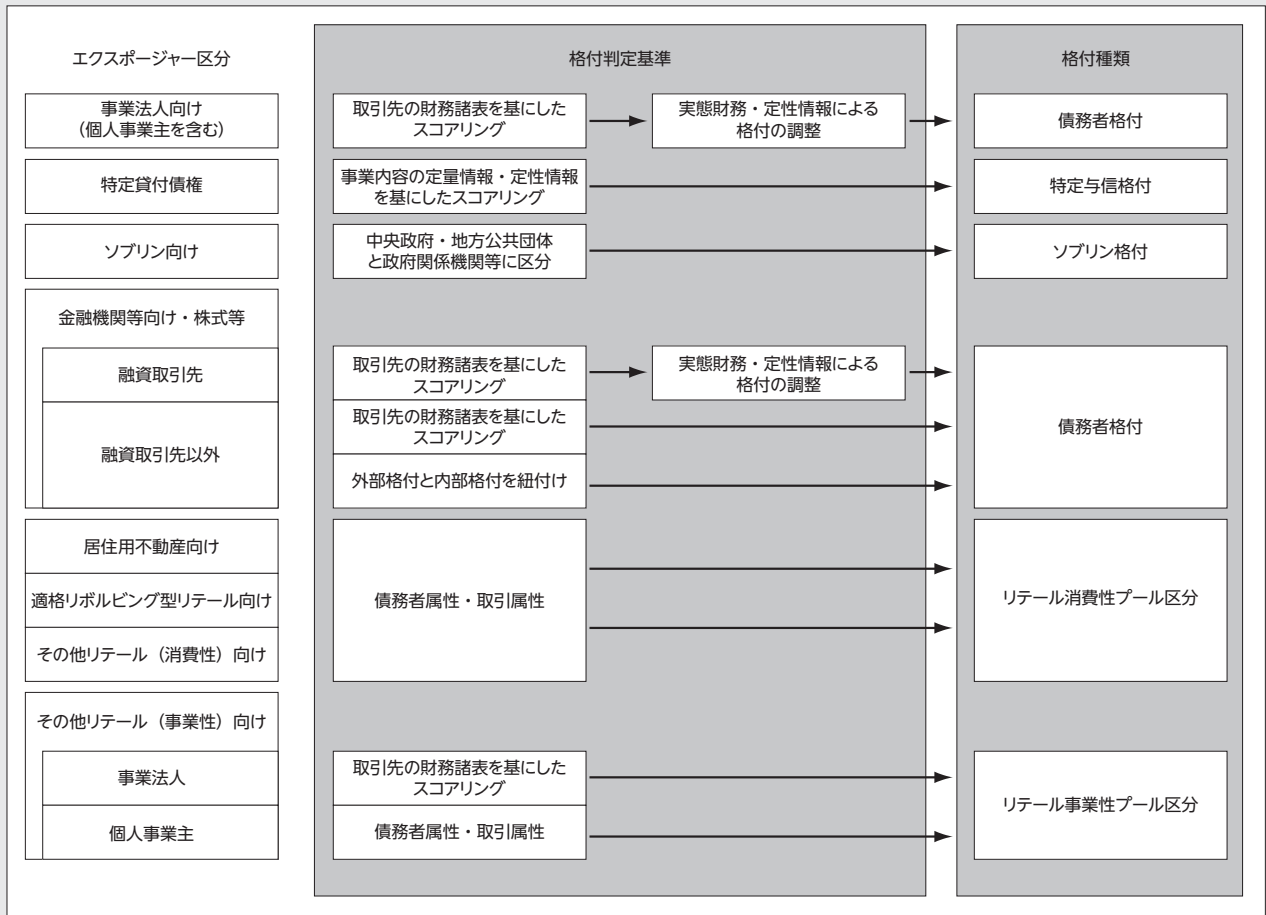 エクスポージャー区分
格付判定基準
格付種類
事業法人向け
（個人事業主を含む）
取引先の財務諸表を基にした
スコアリング
実態財務・定性情報による
格付の調整
債務者格付
特定貸付債権
事業内容の定量情報・定性情報
を基にしたスコアリング
特定与信格付
ソブリン向け
中央政府・地方公共団体
と政府関係機関等に区分
ソブリン格付
金融機関等向け・株式等
融資取引先
取引先の財務諸表を基にした
スコアリング
実態財務・定性情報による
格付の調整
融資取引先以外
取引先の財務諸表を基にした
スコアリング
外部格付と内部格付を紐付け
債務者格付
居住用不動産向け
適格リボルビング型リテール向け
その他リテール（消費性）向け
債務者属性・取引属性
リテール消費性プール区分
その他リテール（事業性）向け
事業法人
取引先の財務諸表を基にした
スコアリング
個人事業主
債務者属性・取引属性
リテール事業性プール区分